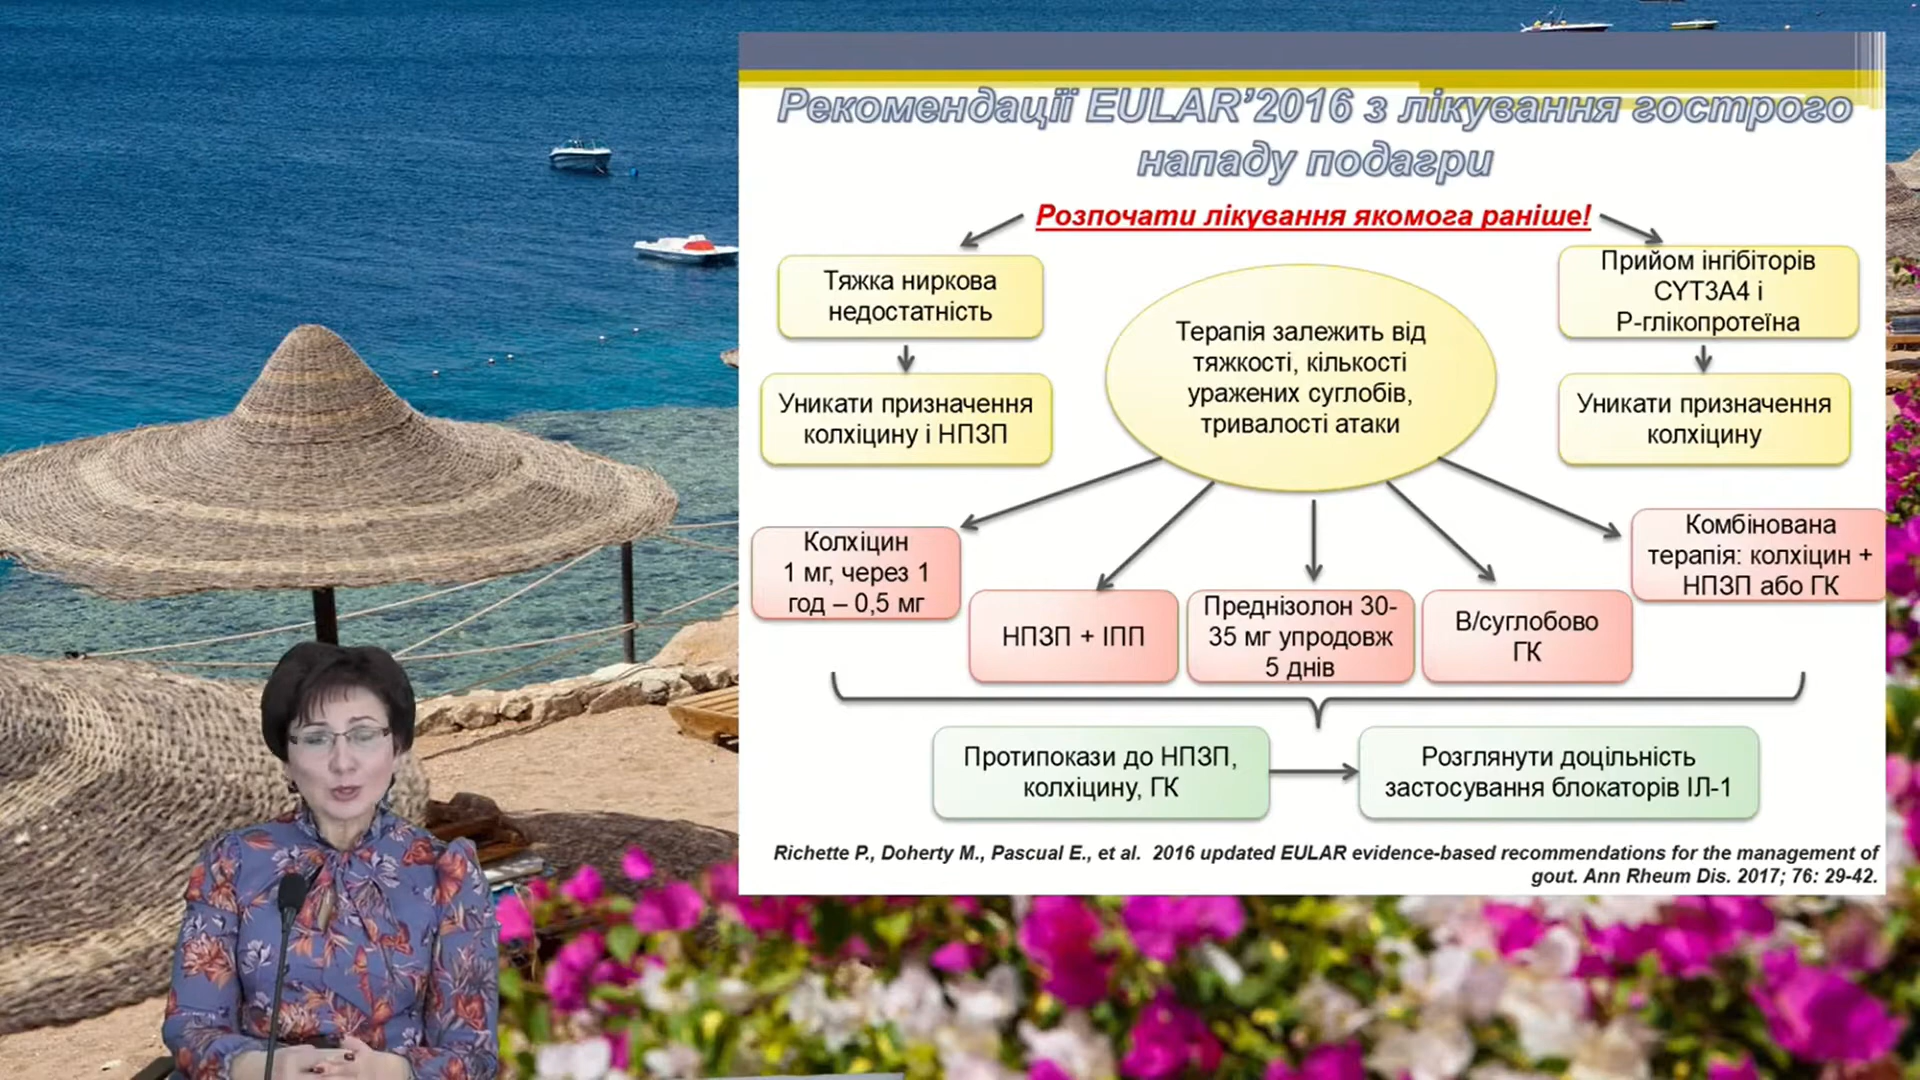 Рекомендації EULAR’2016 з лікування гострого
нападу подагри
Розпочати лікування якомога раніше!
Тяжка ниркова
недостатність
Прийом інгібіторів
CYT3A4 і
Р-глікопротеїна
Терапія залежить від
тяжкості, кількості
уражених суглобів,
тривалості атаки
Уникати призначення
колхіцину і НПЗП
Уникати призначення
колхіцину
Колхіцин
1 мг, через 1
год – 0,5 мг
НПЗП + ІПП
Преднізолон 30-
35 мг упродовж
5 днів
В/суглобово
ГК
Комбінована
терапія: колхіцин +
НПЗП або ГК
Протипокази до НПЗП,
колхіцину, ГК
Розглянути доцільність
застосування блокаторів ІЛ-1
Richette P., Doherty M., Pascual E., et al. 2016 updated EULAR evidence-based recommendations for the management of
gout. Ann Rheum Dis. 2017; 76: 29-42.